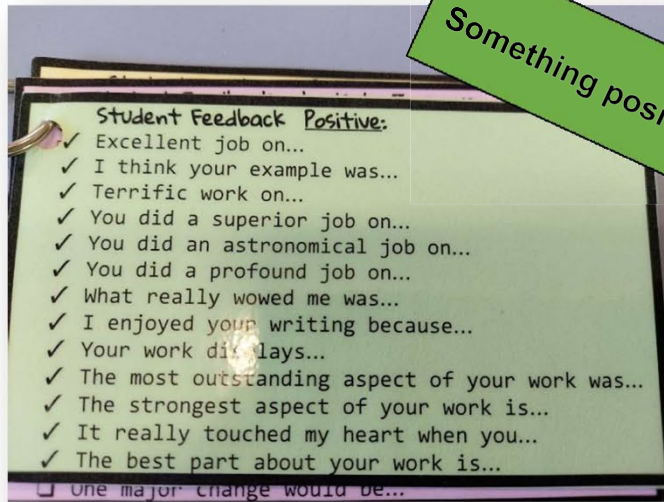 Something posi
Student Feedback Positive:
✓ Excellent job on...
✓ I think your example was...
✓ Terrific work on...
✓ You did a superior job on...
✓ You did an astronomical job on...
✓ You did a profound job on...
✓ What really wowed me was...
✓ I enjoyed your writing because...
✓ Your work displays...
✓ The most outstanding aspect of your work was...
✓ The strongest aspect of your work is...
✓ It really touched my heart when you...
✓ The best part about your work is...
❑ One major change would be...